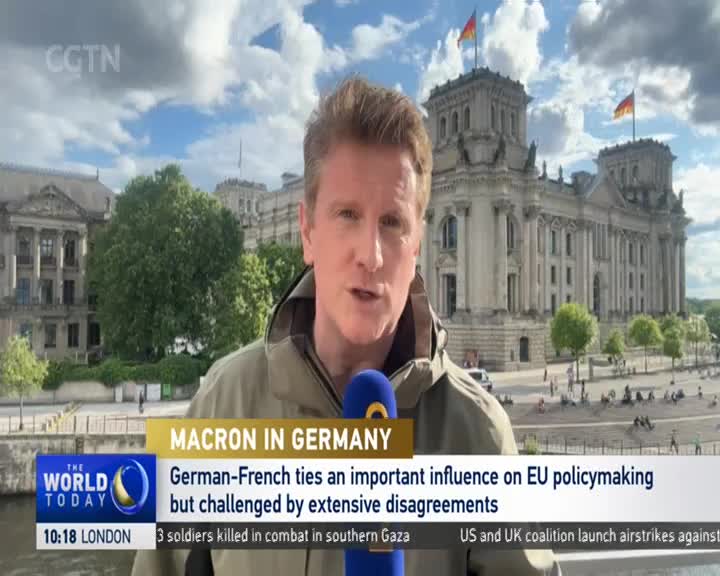 CGTN
MACRON IN GERMANY
German-French ties an important influence on EU policymaking
but challenged by extensive disagreements
THE
WORLD
TODAY
10:18 LONDON
3 soldiers killed in combat in southern Gaza US and UK coalition launch airstrikes against